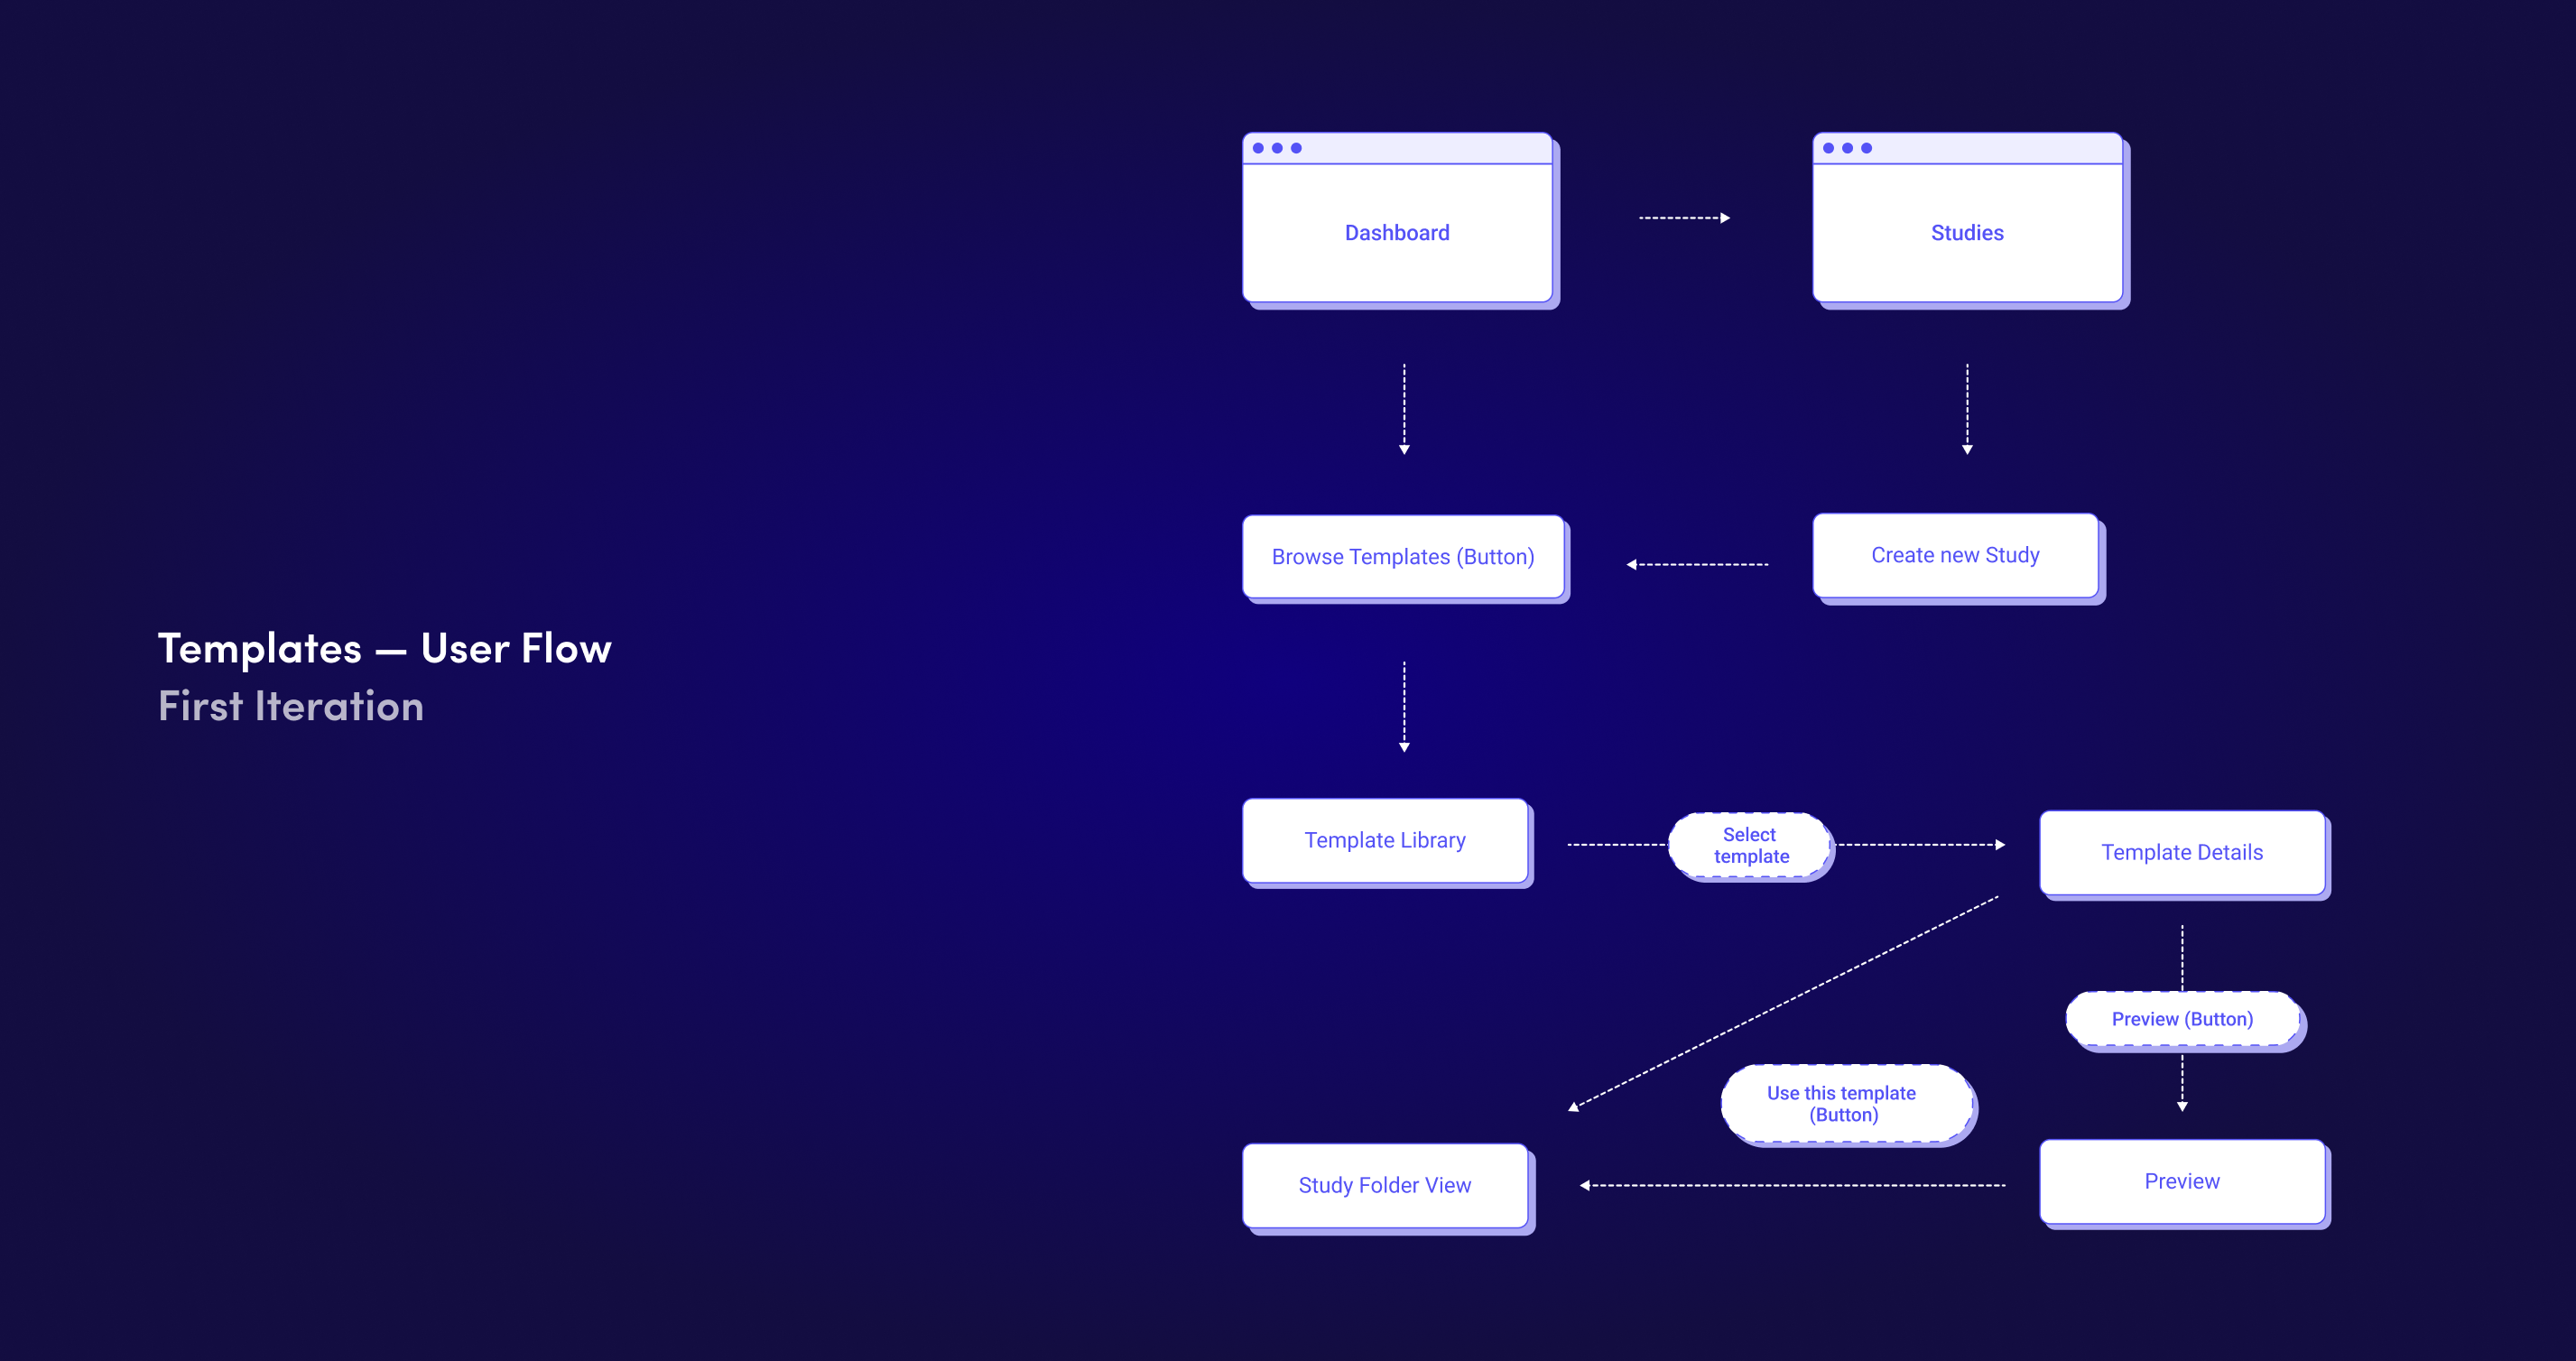 Templates — User Flow
First Iteration
Dashboard
Studies
Browse Templates (Button)
Create new Study
Template Library
Select
template
Template Details
Preview (Button)
Use this template
(Button)
Study Folder View
Preview